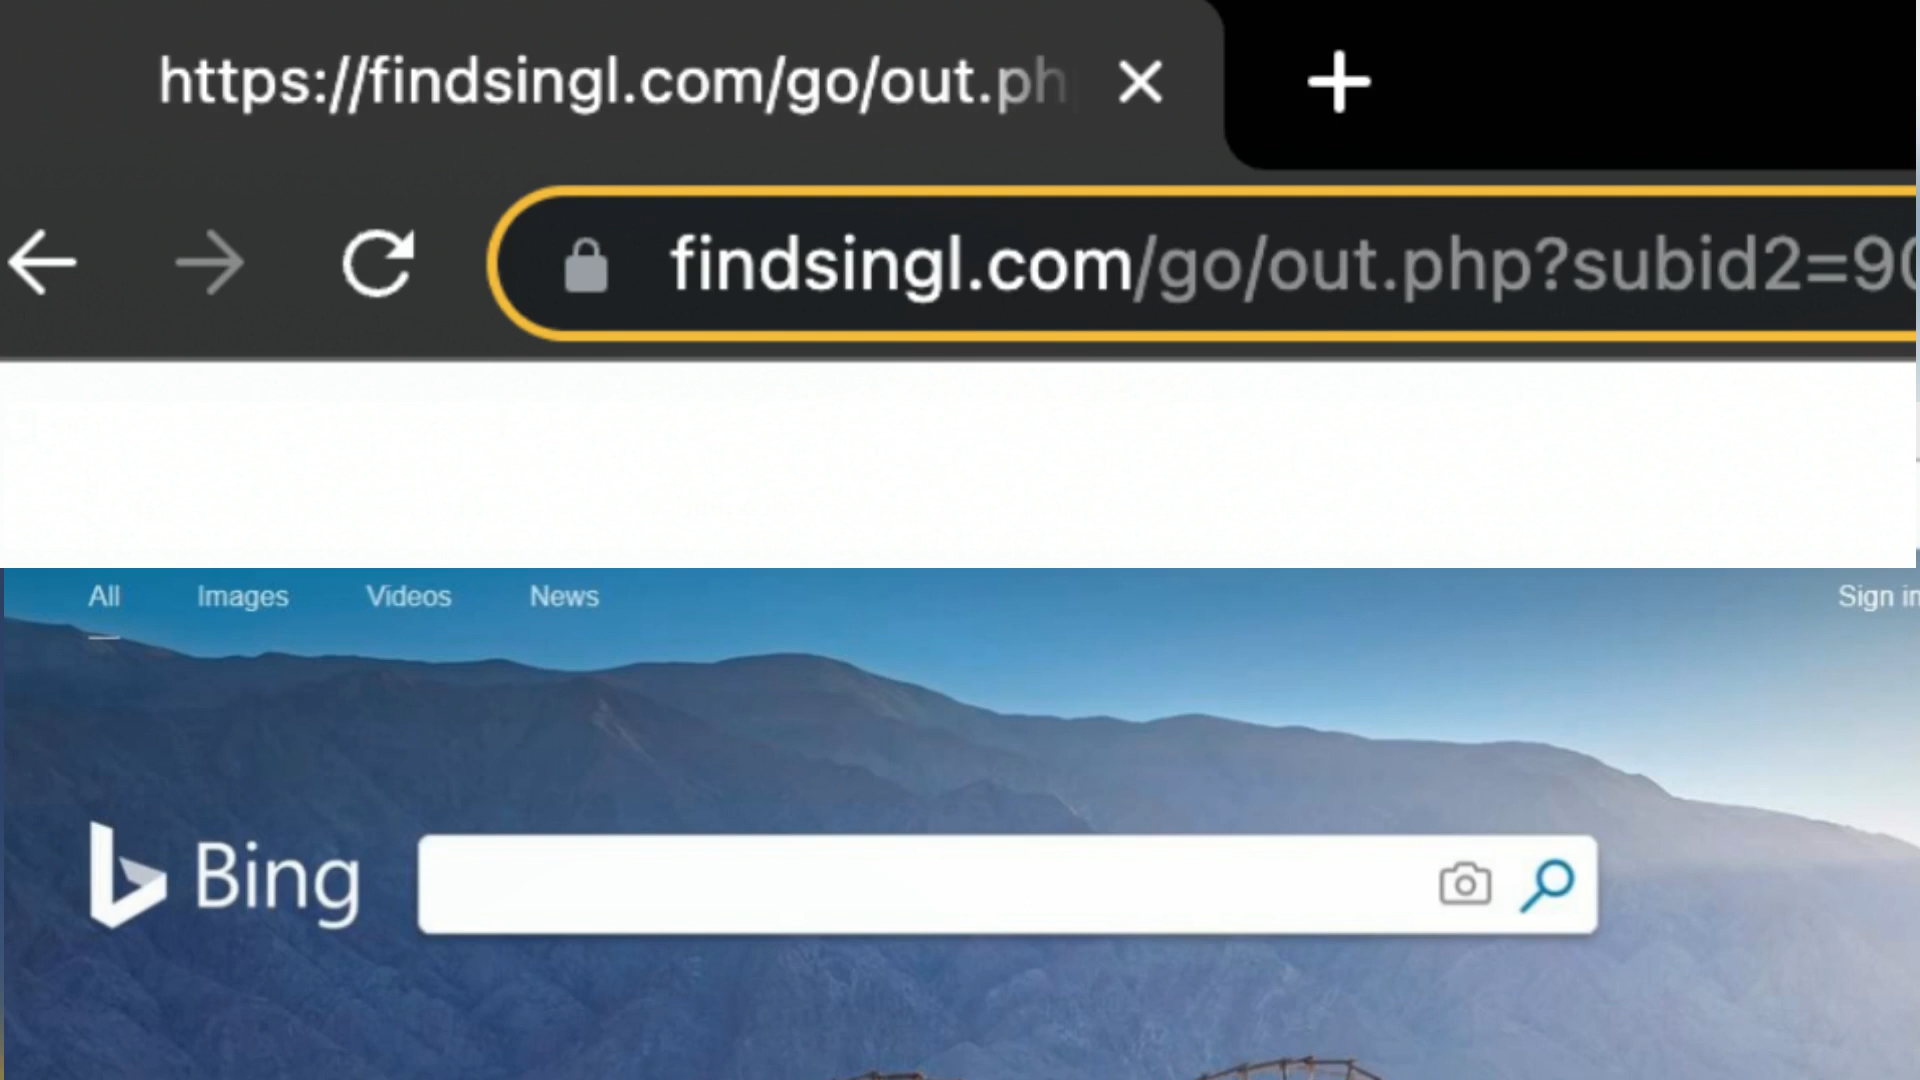 https://findsingl.com/go/out.ph
findsingl.com/go/out.php?subid2=90
All Images Videos News Sign in
Bing